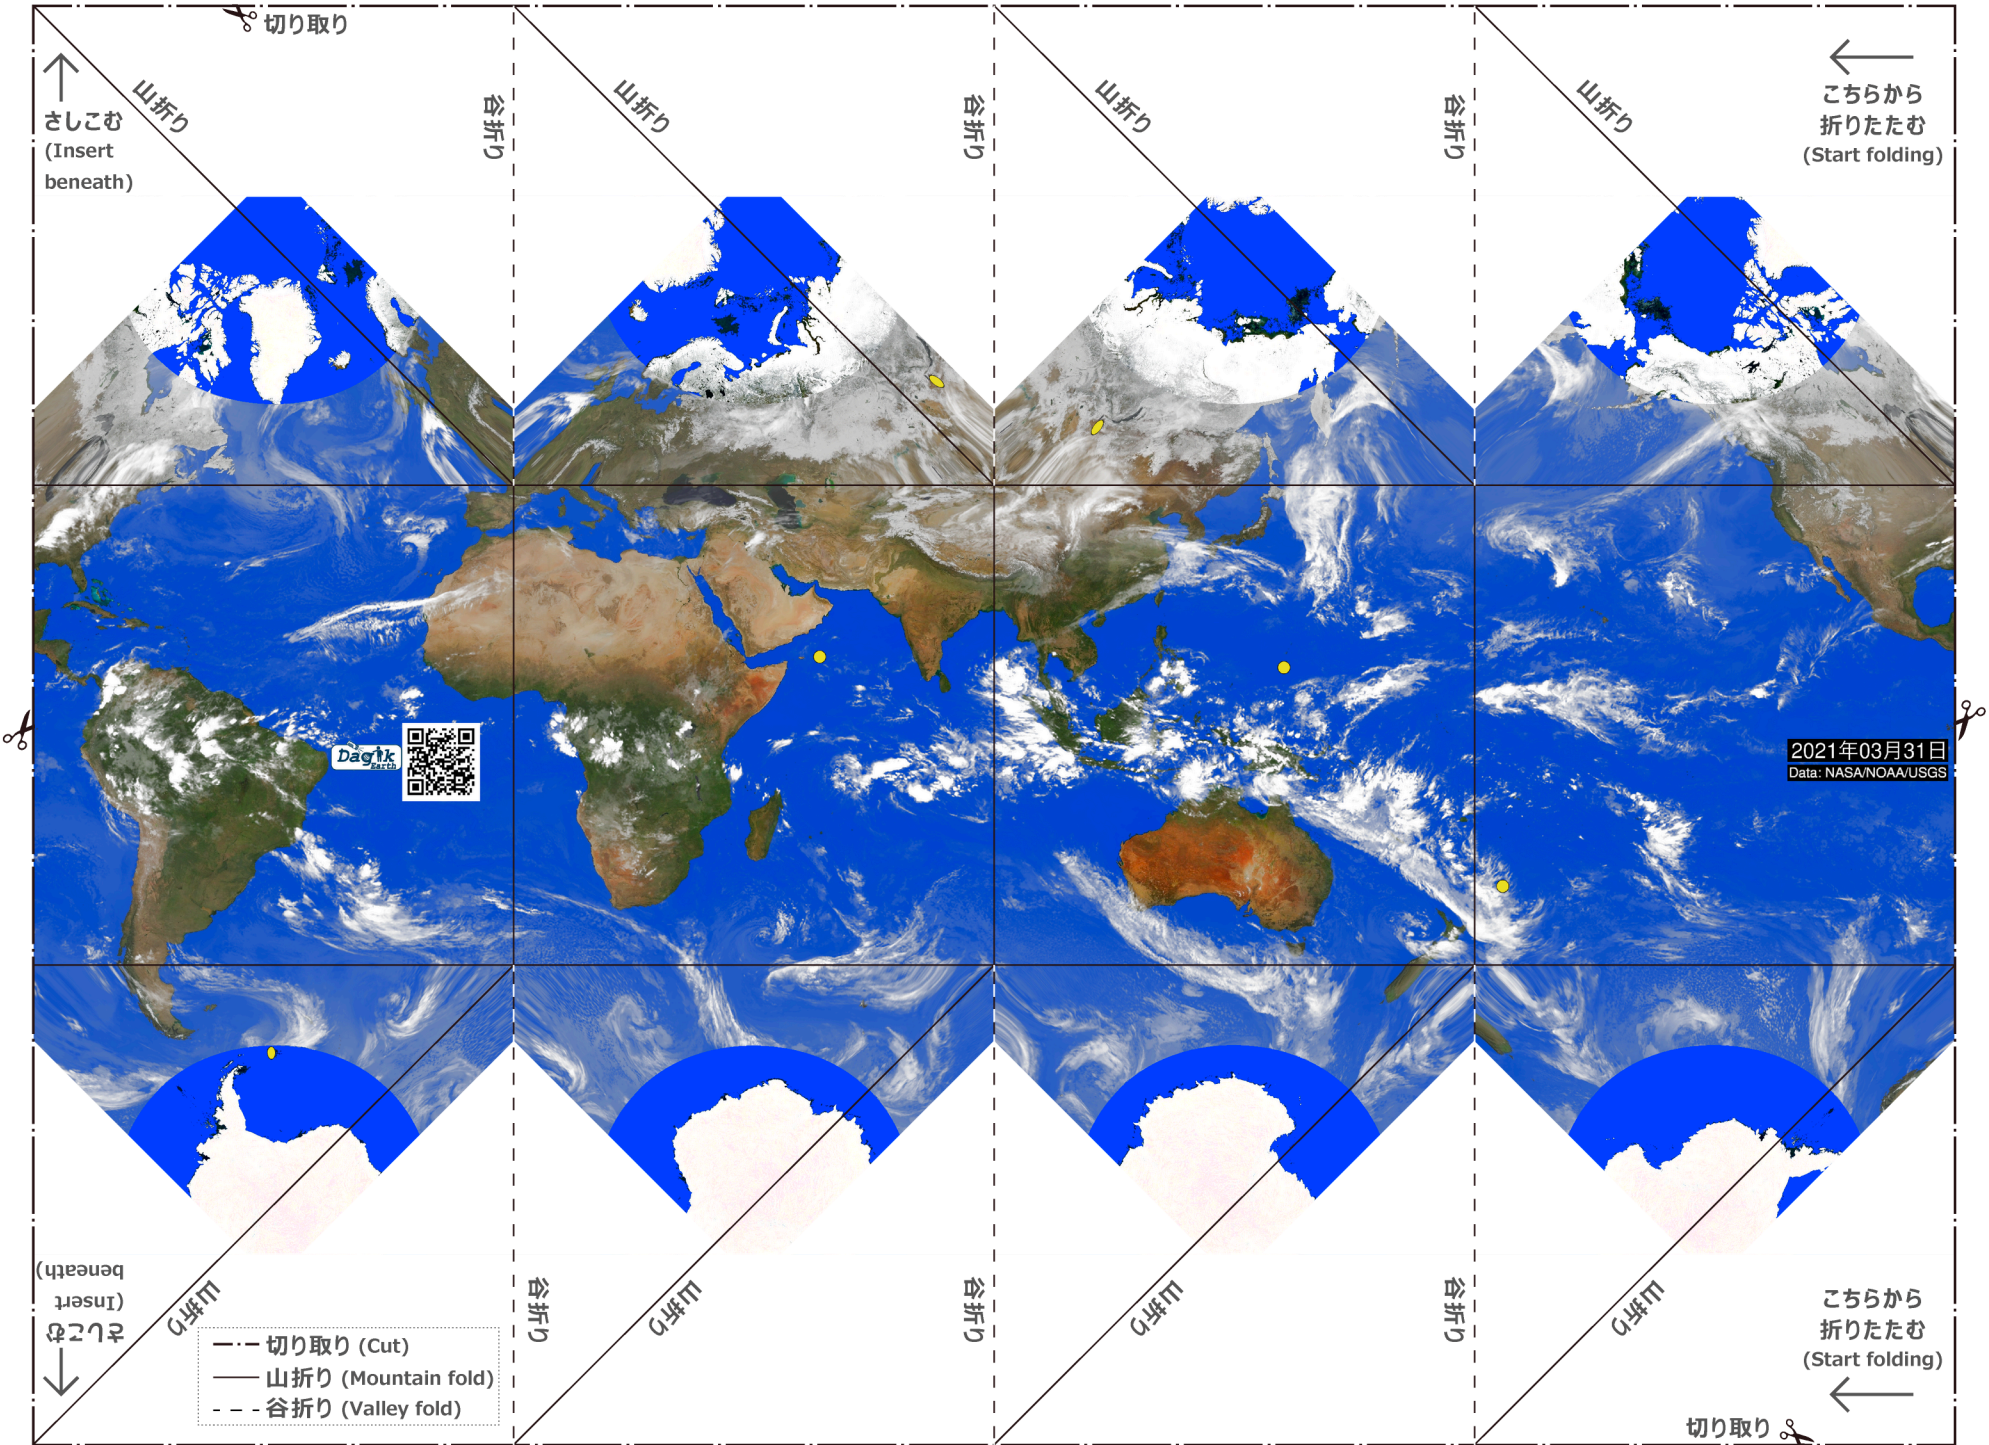 切り取り
さしこむ
(Insert
beneath)
山折り
谷折り
山折り
谷折り
山折り
谷折り
山折り
こちらから
折りたたむ
(Start folding)
Dagik
Earth
2021年03月31日
Data: NASA/NOAA/USGS
さしこむ
(Insert
beneath)
山折り
谷折り
山折り
谷折り
山折り
谷折り
山折り
こちらから
折りたたむ
(Start folding)
切り取り (Cut)
山折り (Mountain fold)
谷折り (Valley fold)
切り取り